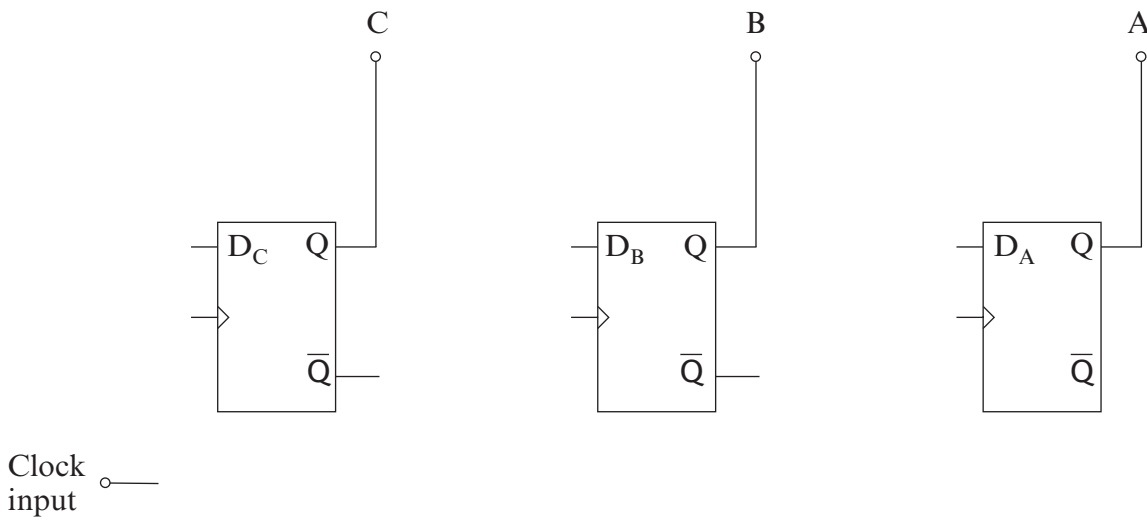 C B A
D_C Q D_B Q D_A Q
Q̅ Q̅ Q̅
Clock
input